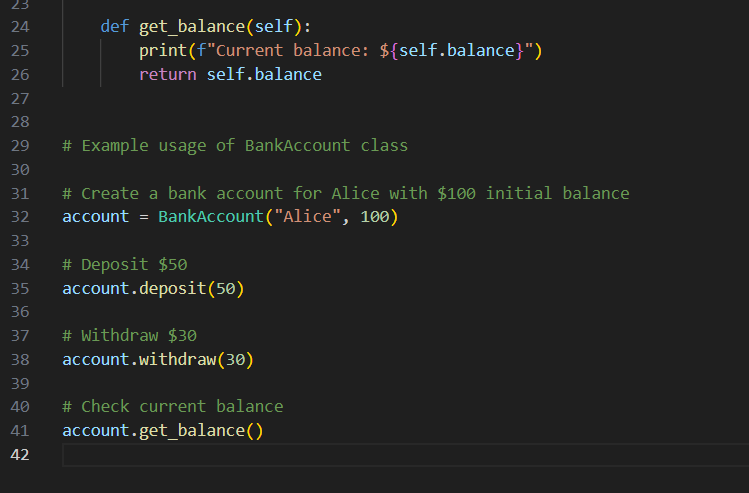 23
24 def get_balance(self):
25 print(f"Current balance: ${self.balance}")
26 return self.balance
27
28
29 # Example usage of BankAccount class
30
31 # Create a bank account for Alice with $100 initial balance
32 account = BankAccount("Alice", 100)
33
34 # Deposit $50
35 account.deposit(50)
36
37 # Withdraw $30
38 account.withdraw(30)
39
40 # Check current balance
41 account.get_balance()
42